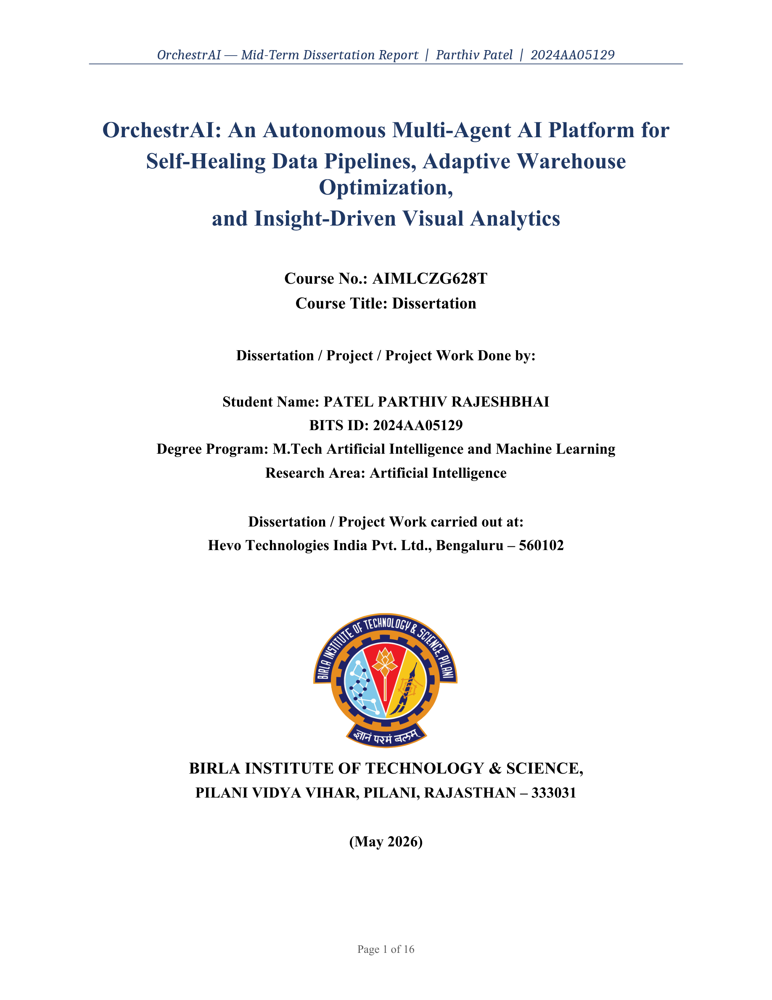 OrchestrAI — Mid-Term Dissertation Report | Parthiv Patel | 2024AA05129
OrchestrAI: An Autonomous Multi-Agent AI Platform for
Self-Healing Data Pipelines, Adaptive Warehouse
Optimization,
and Insight-Driven Visual Analytics
Course No.: AIMLCZG628T
Course Title: Dissertation
Dissertation / Project / Project Work Done by:
Student Name: PATEL PARTHIV RAJESHBHAI
BITS ID: 2024AA05129
Degree Program: M.Tech Artificial Intelligence and Machine Learning
Research Area: Artificial Intelligence
Dissertation / Project Work carried out at:
Hevo Technologies India Pvt. Ltd., Bengaluru – 560102
BIRLA INSTITUTE OF TECHNOLOGY & SCIENCE, PILANI
ज्ञानं परमं बलम्
BIRLA INSTITUTE OF TECHNOLOGY & SCIENCE,
PILANI VIDYA VIHAR, PILANI, RAJASTHAN – 333031
(May 2026)
Page 1 of 16